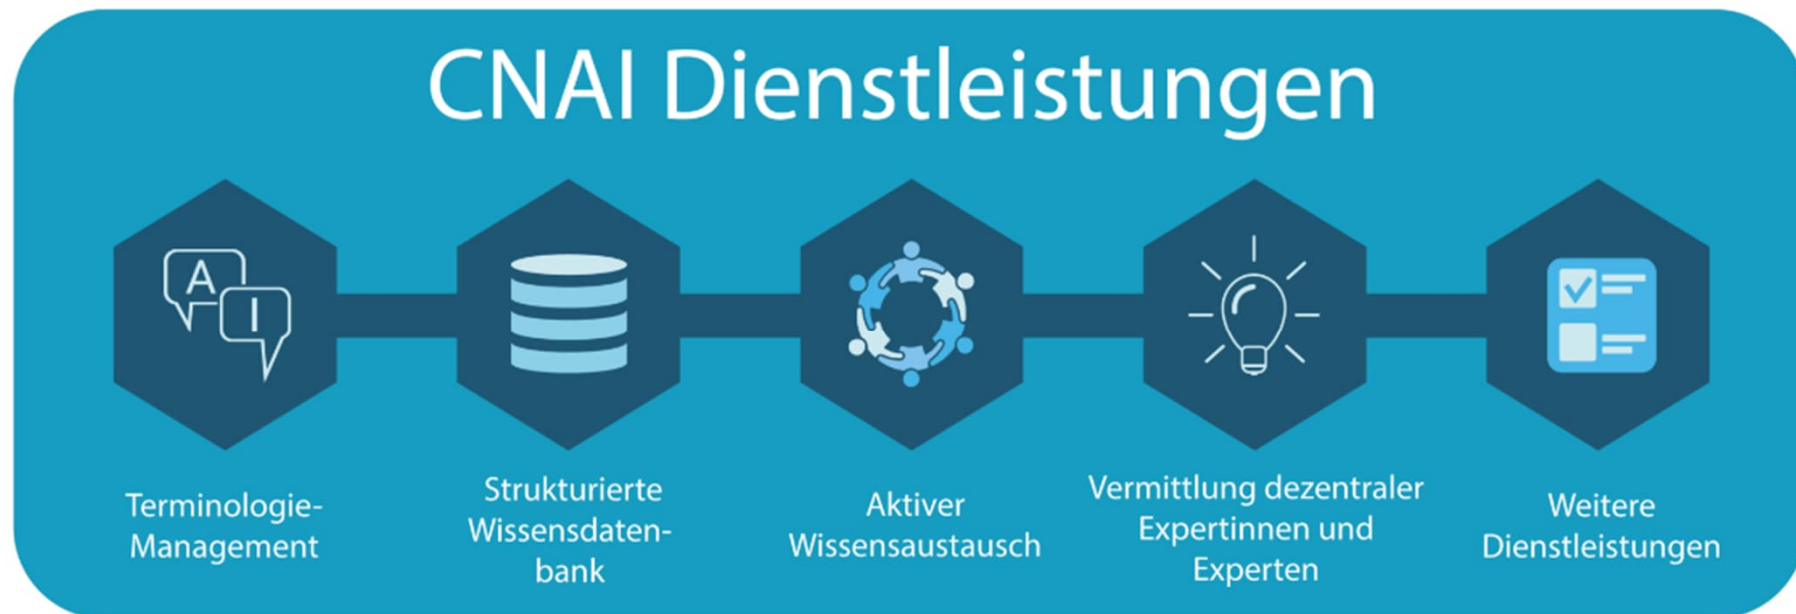 CNAI Dienstleistungen
A
I
Terminologie-
Management
Strukturierte
Wissensdaten-
bank
Aktiver
Wissensaustausch
Vermittlung dezentraler
Expertinnen und
Experten
Weitere
Dienstleistungen